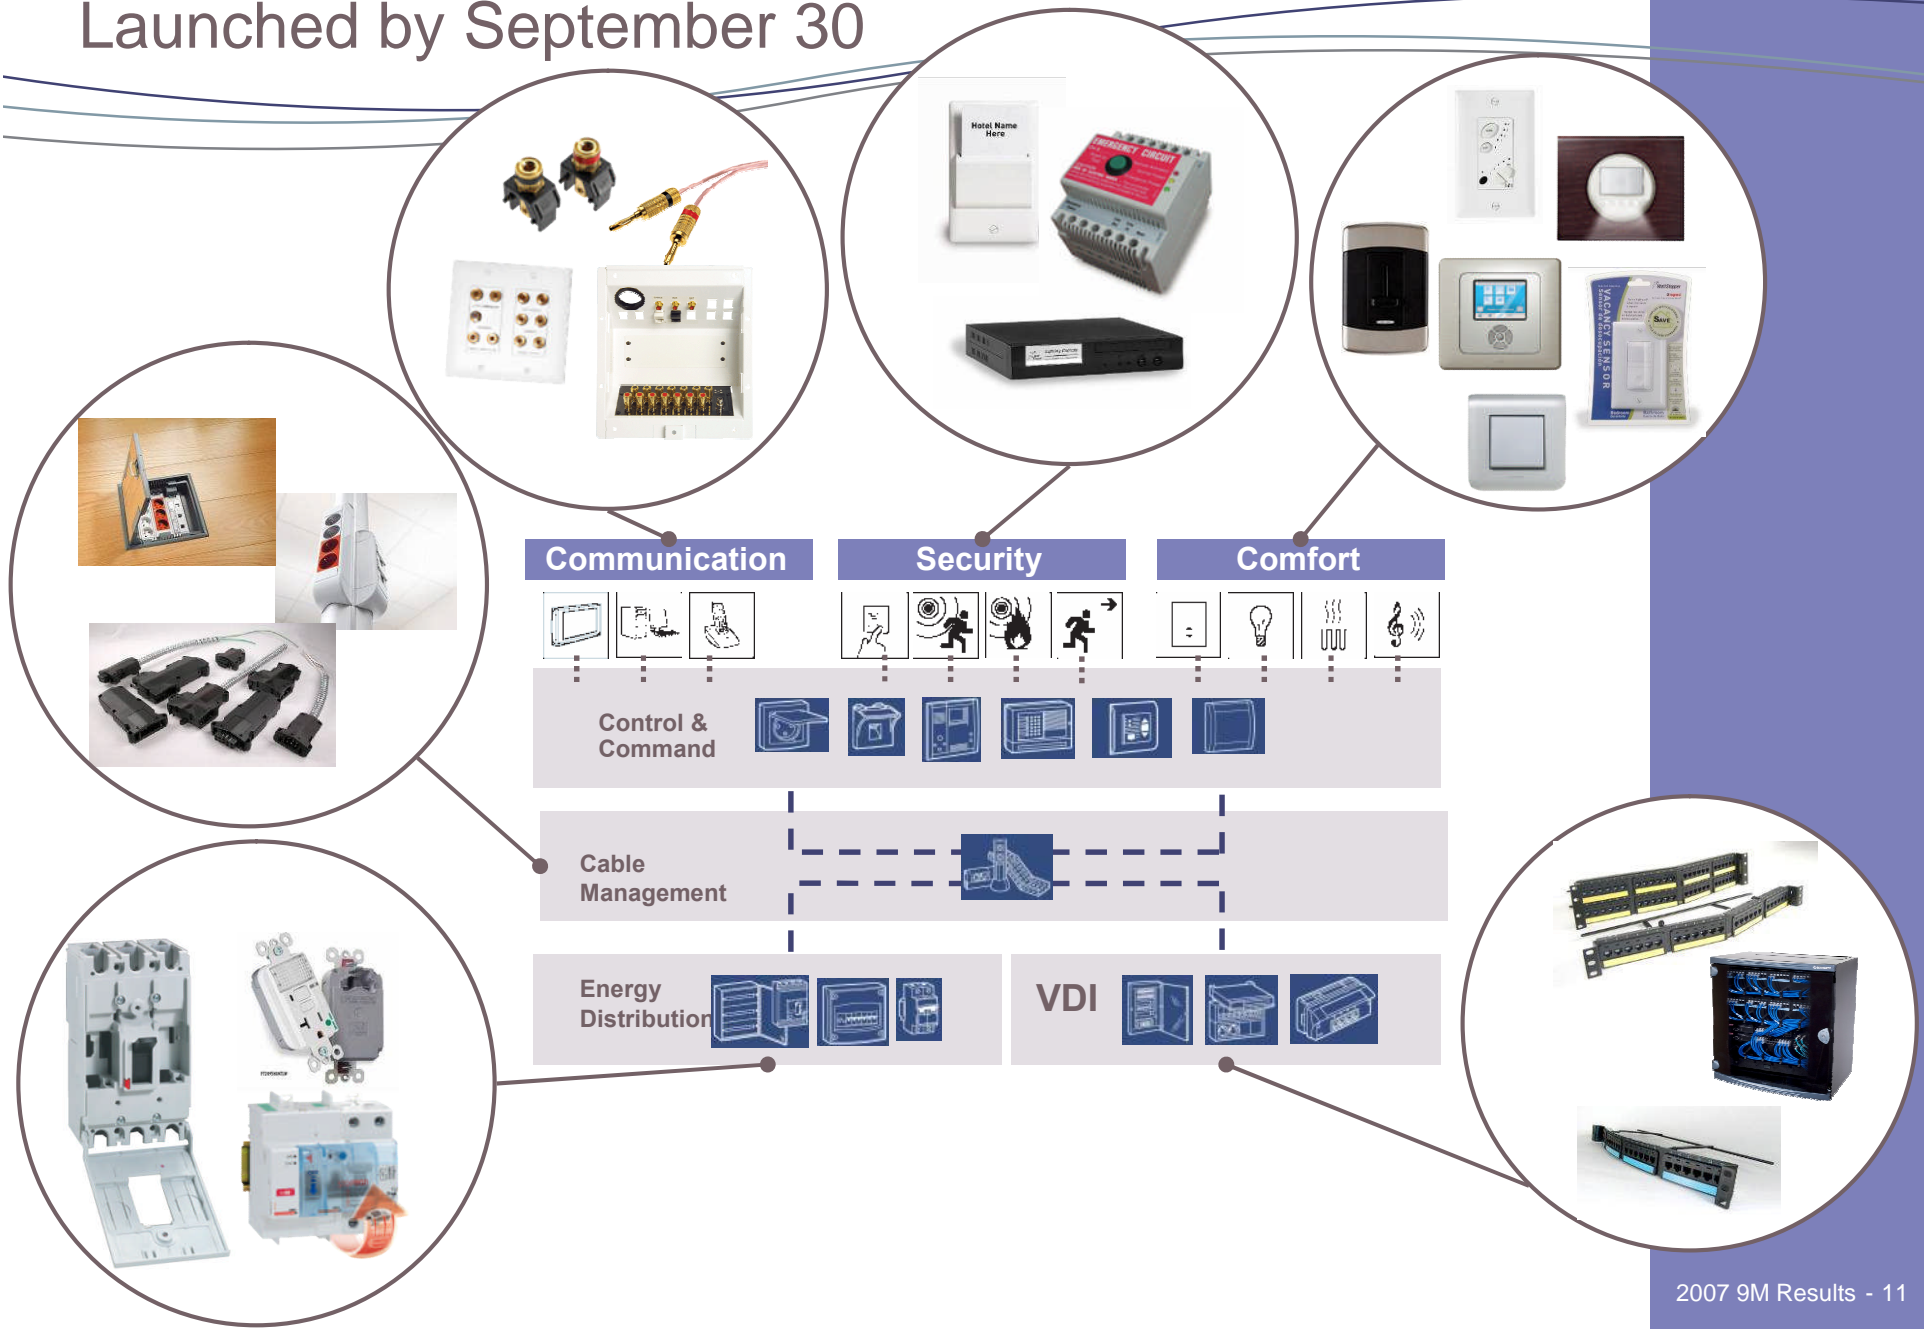 Launched by September 30
Hotel Name
Here
EMERGENCY CIRCUIT
VACANCY SENSOR
SAVE
Communication
Security
Comfort
Control &
Command
Cable
Management
Energy
Distribution
VDI
2007 9M Results - 11